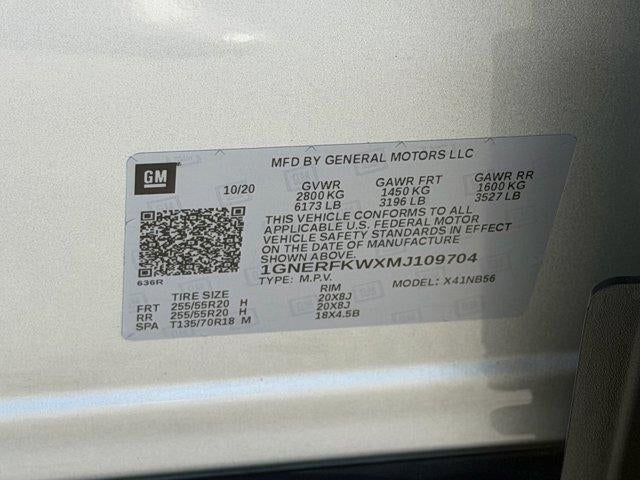 MFD BY GENERAL MOTORS LLC
GM
10/20 GVWR GAWR FRT GAWR RR
2800 KG 1450 KG 1600 KG
6173 LB 3196 LB 3527 LB
THIS VEHICLE CONFORMS TO ALL
APPLICABLE U.S. FEDERAL MOTOR
VEHICLE SAFETY STANDARDS IN EFFECT
ON THE DATE OF MANUFACTURE
SHOWN ABOVE.
1GNERFKWXMJ109704
636R
TYPE: M.P.V. MODEL: X41NB56
TIRE SIZE RIM
FRT 255/55R20 H 20X8J
RR 255/55R20 H 20X8J
SPA T135/70R18 M 18X4.5B